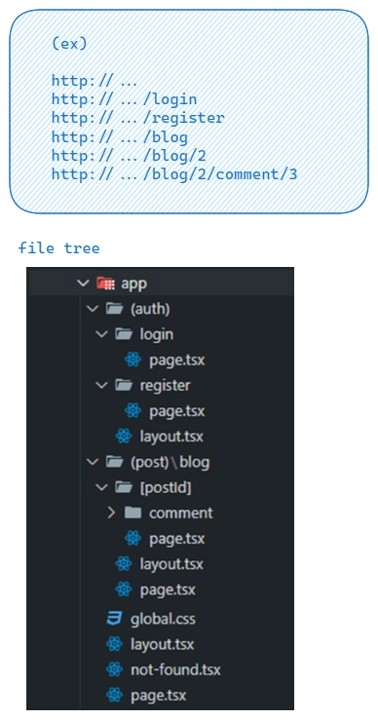 (ex)
http:// ...
http:// .../login
http:// .../register
http:// .../blog
http:// .../blog/2
http:// .../blog/2/comment/3
file tree
app
(auth)
login
page.tsx
register
page.tsx
layout.tsx
(post)\blog
[postId]
comment
page.tsx
layout.tsx
page.tsx
global.css
layout.tsx
not-found.tsx
page.tsx